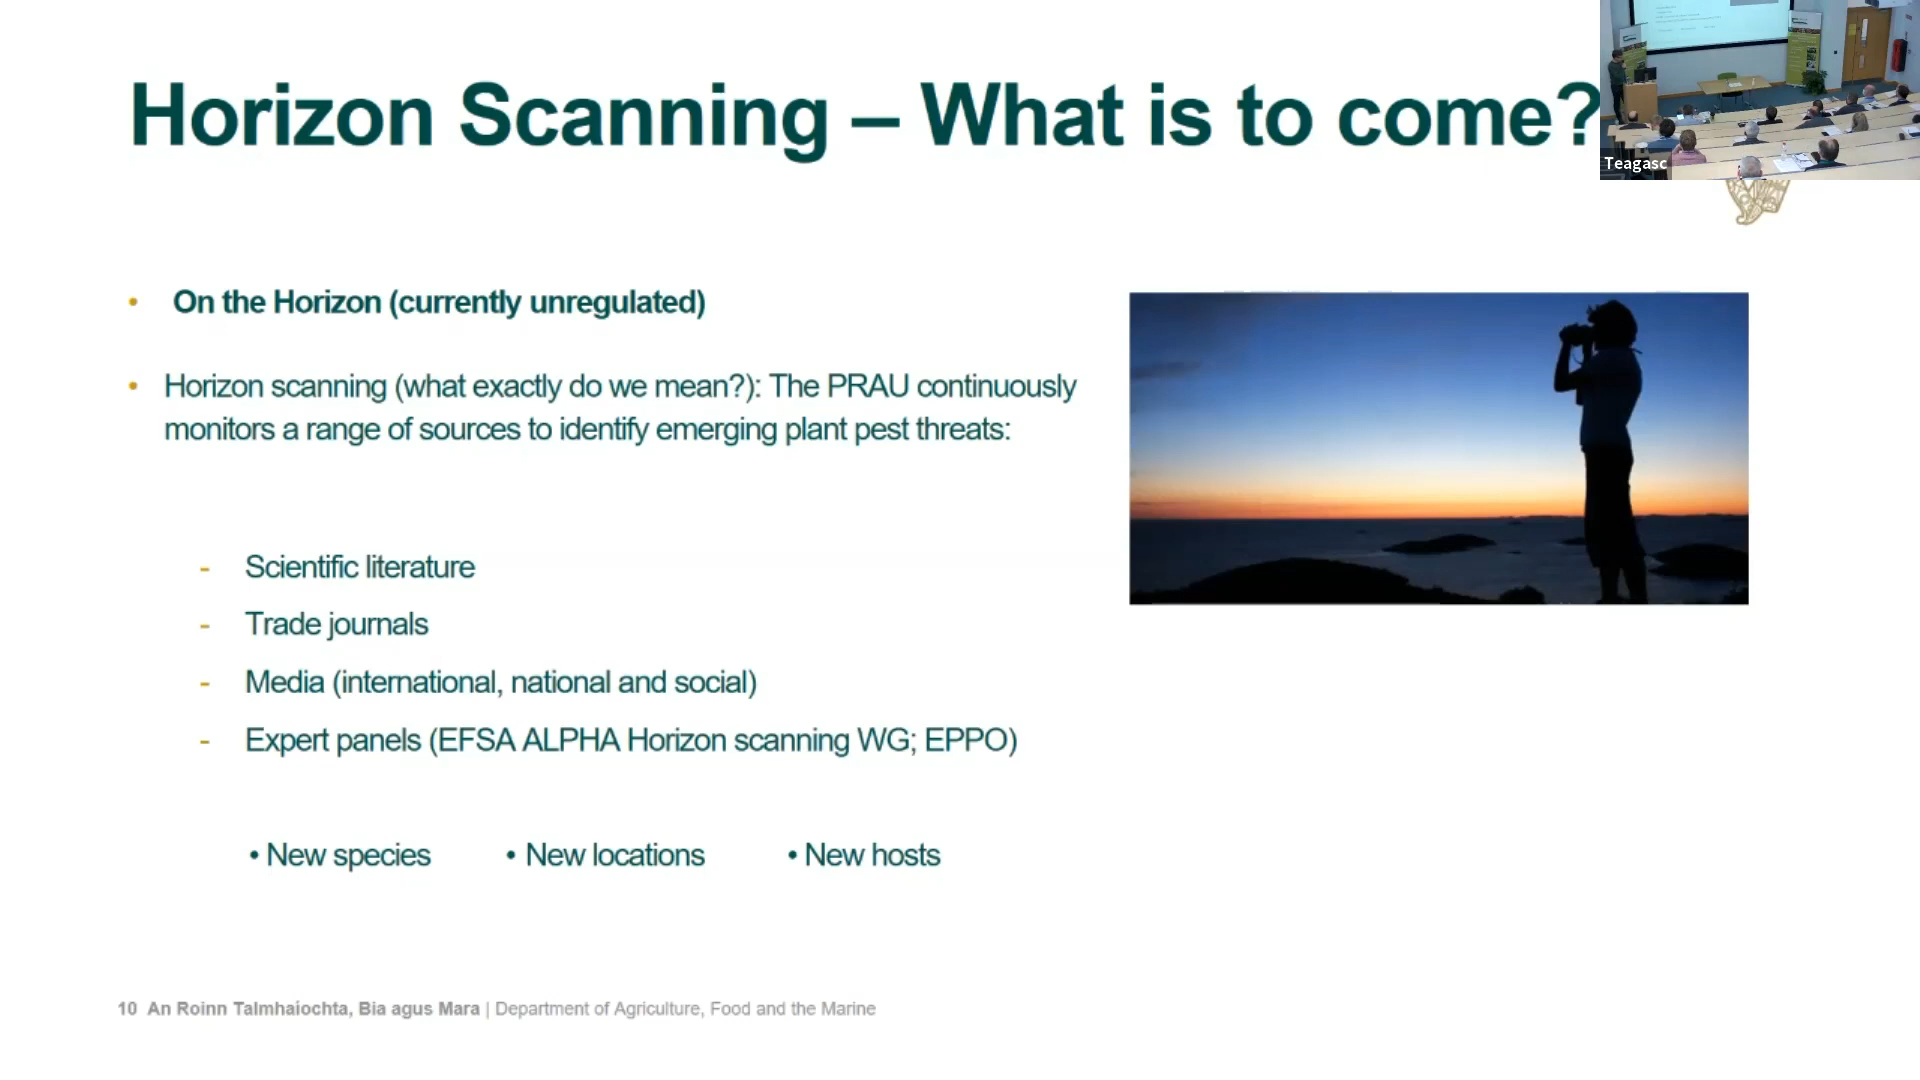 Horizon Scanning – What is to come?
Teagasc
• On the Horizon (currently unregulated)
• Horizon scanning (what exactly do we mean?): The PRAU continuously
monitors a range of sources to identify emerging plant pest threats:
- Scientific literature
- Trade journals
- Media (international, national and social)
- Expert panels (EFSA ALPHA Horizon scanning WG; EPPO)
• New species • New locations • New hosts
10 An Roinn Talmhaíochta, Bia agus Mara | Department of Agriculture, Food and the Marine